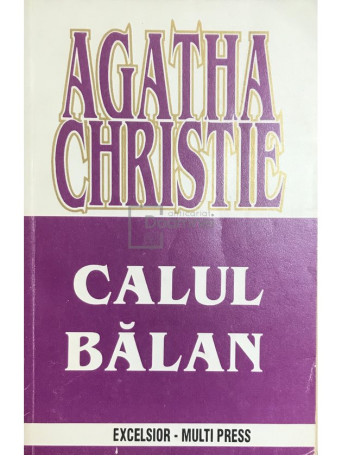 AGATHA
CHRISTIE
CALUL
BĂLAN
EXCELSIOR - MULTI PRESS